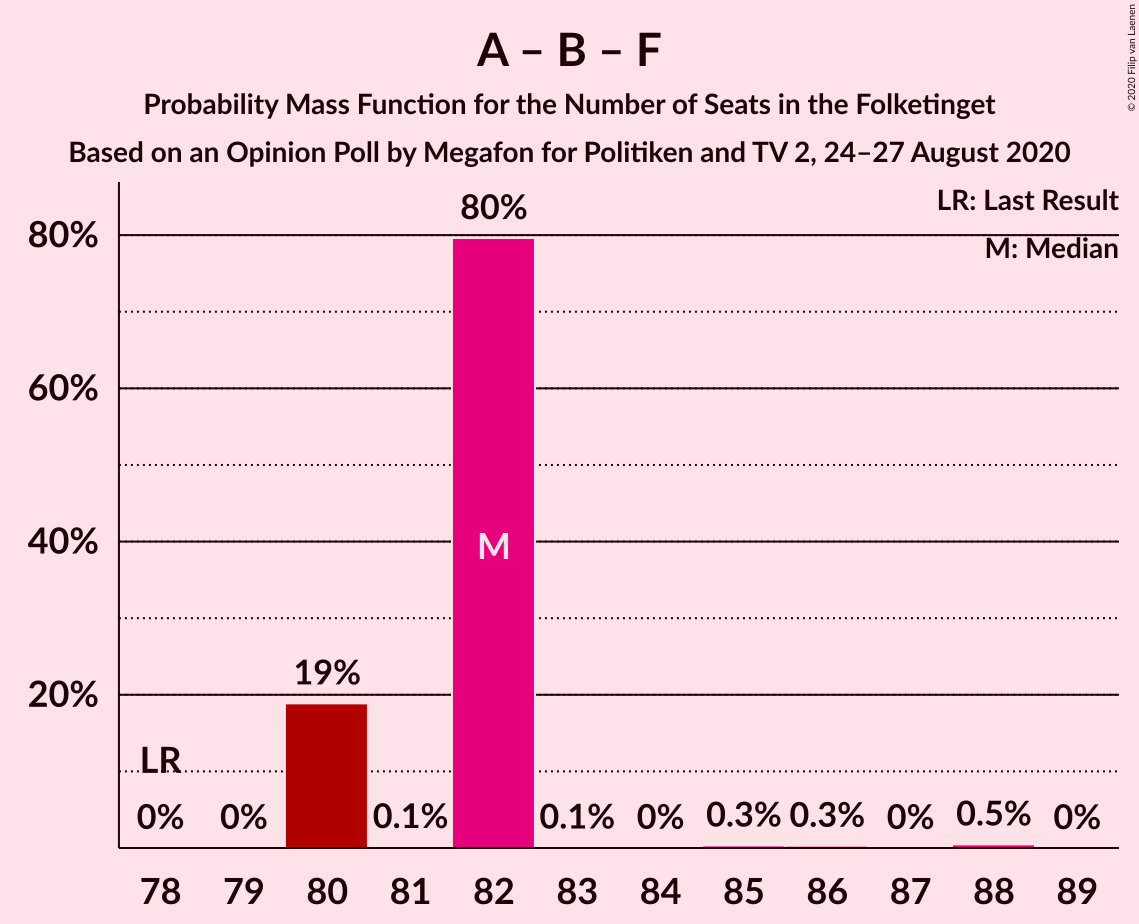 A – B – F
Probability Mass Function for the Number of Seats in the Folketinget
Based on an Opinion Poll by Megafon for Politiken and TV 2, 24–27 August 2020
© 2020 Filip van Laenen
LR: Last Result
M: Median
80%
60%
40%
20%
80%
M
19%
LR
0% 0% 0.1% 0.1% 0% 0.3% 0.3% 0% 0.5% 0%
78 79 80 81 82 83 84 85 86 87 88 89